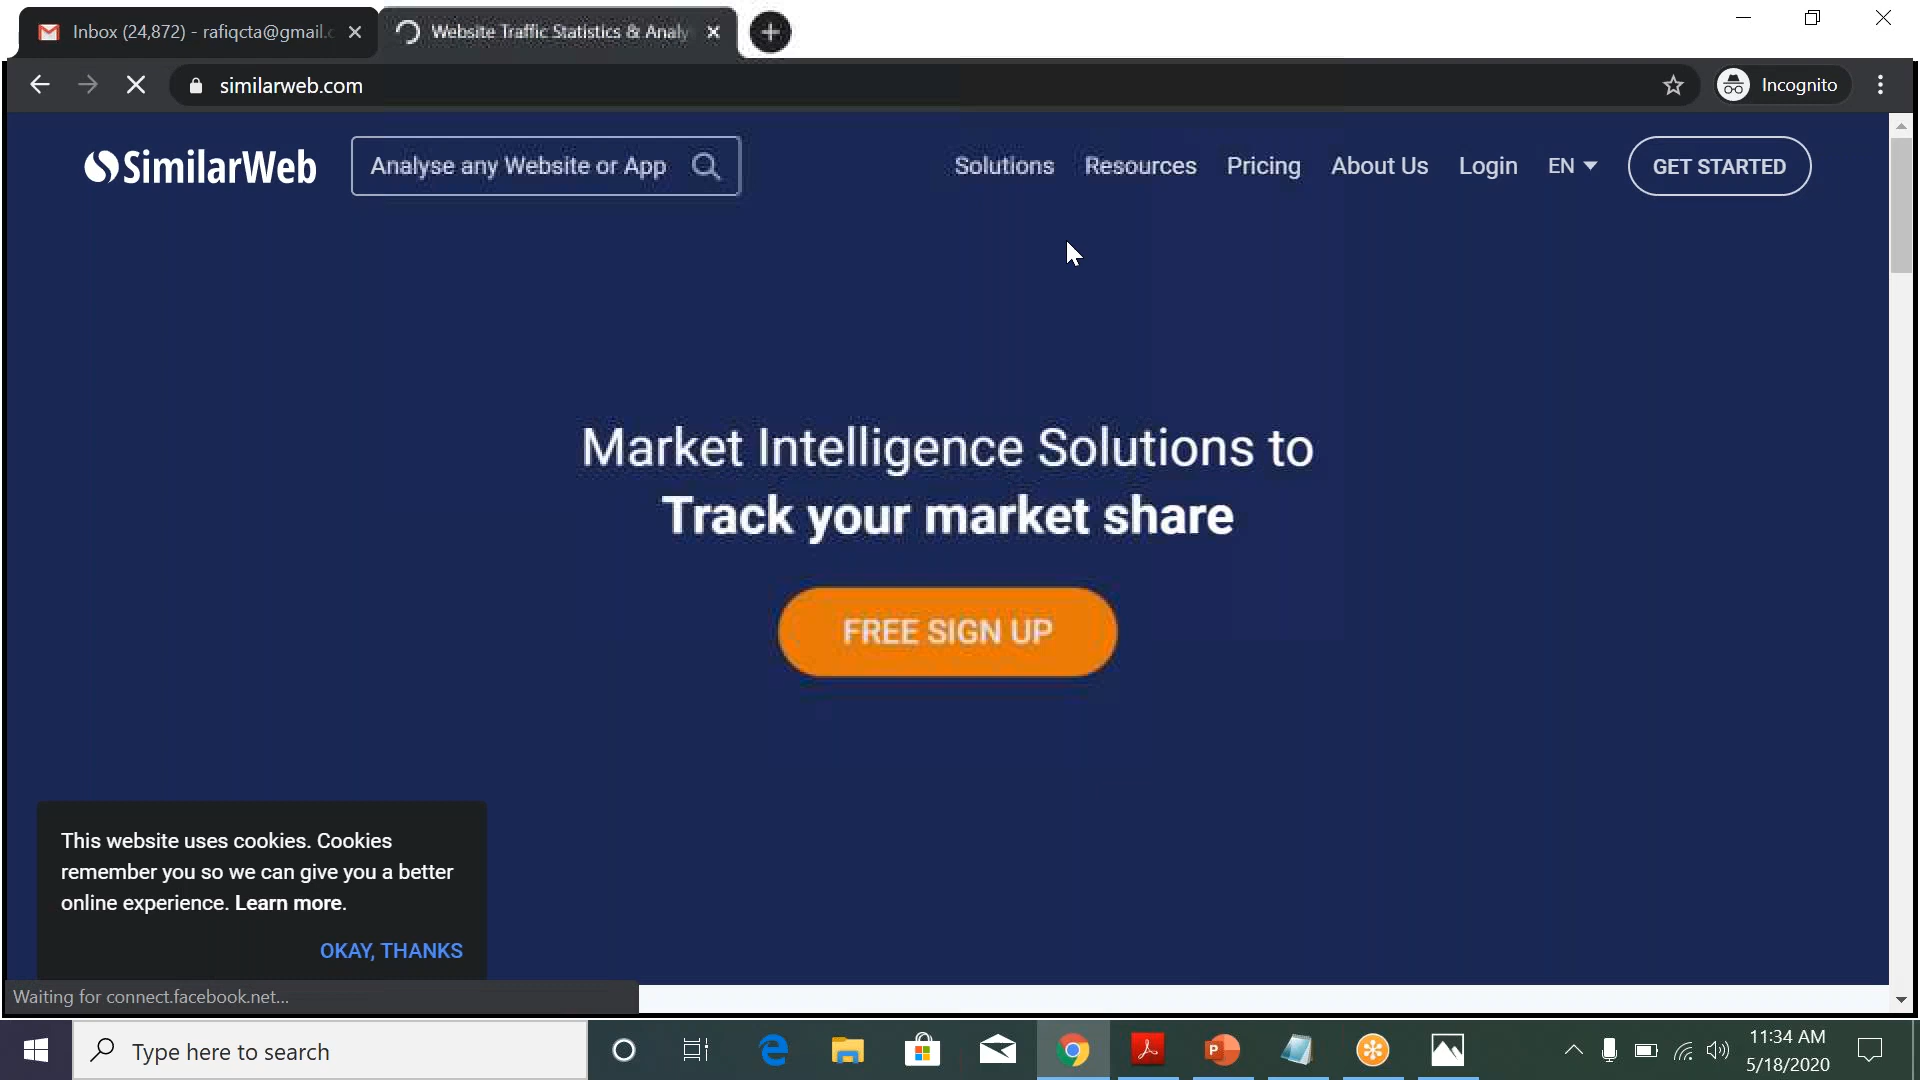 Inbox (24,872) - rafiqcta@gmail.c
Website Traffic Statistics & Analy
similarweb.com
Incognito
SimilarWeb
Analyse any Website or App
Solutions
Resources
Pricing
About Us
Login
EN
GET STARTED
Market Intelligence Solutions to
Track your market share
FREE SIGN UP
This website uses cookies. Cookies
remember you so we can give you a better
online experience. Learn more.
OKAY, THANKS
Waiting for connect.facebook.net...
Type here to search
11:34 AM
5/18/2020